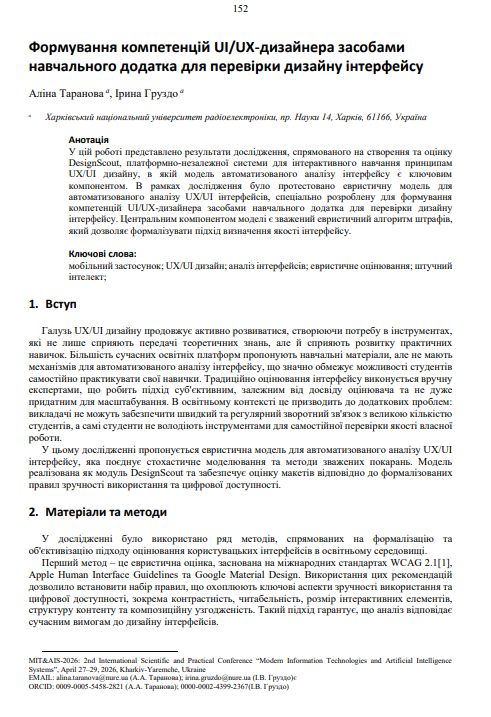 152
Формування компетенцій UI/UX-дизайнера засобами
навчального додатка для перевірки дизайну інтерфейсу
Аліна Таранова ª, Ірина Груздо ª
ª Харківський національний університет радіоелектроніки, пр. Науки 14, Харків, 61166, Україна
Анотація
У цій роботі представлено результати дослідження, спрямованого на створення та оцінку
DesignScout, платформно-незалежної системи для інтерактивного навчання принципам
UX/UI дизайну, в якій модель автоматизованого аналізу інтерфейсу є ключовим
компонентом. В рамках дослідження було протестовано евристичну модель для
автоматизованого аналізу UX/UI інтерфейсів, спеціально розроблену для формування
компетенцій UI/UX-дизайнера засобами навчального додатка для перевірки дизайну
інтерфейсу. Центральним компонентом моделі є зважений евристичний алгоритм штрафів,
який дозволяє формалізувати підхід визначення якості інтерфейсу.
Ключові слова:
мобільний застосунок; UX/UI дизайн; аналіз інтерфейсів; евристичне оцінювання; штучний
інтелект;
1. Вступ
Галузь UX/UI дизайну продовжує активно розвиватися, створюючи потребу в інструментах,
які не лише сприяють передачі теоретичних знань, але й сприяють розвитку практичних
навичок. Більшість сучасних освітніх платформ пропонують навчальні матеріали, але не мають
механізмів для автоматизованого аналізу інтерфейсу, що значно обмежує можливості студентів
самостійно практикувати свої навички. Традиційно оцінювання інтерфейсу виконується вручну
експертами, що робить підхід суб'єктивним, залежним від досвіду оцінювача та не дуже
придатним для масштабування. В освітньому контексті це призводить до додаткових проблем:
викладачі не можуть забезпечити швидкий та регулярний зворотний зв'язок з великою кількістю
студентів, а самі студенти не володіють інструментами для самостійної перевірки якості власної
роботи.
У цьому дослідженні пропонується евристична модель для автоматизованого аналізу UX/UI
інтерфейсу, яка поєднує стохастичне моделювання та методи зважених покарань. Модель
реалізована як модуль DesignScout та забезпечує оцінку макетів відповідно до формалізованих
правил зручності використання та цифрової доступності.
2. Матеріали та методи
У дослідженні було використано ряд методів, спрямованих на формалізацію та
об'єктивізацію підходу оцінювання користувацьких інтерфейсів в освітньому середовищі.
Перший метод – це евристична оцінка, заснована на міжнародних стандартах WCAG 2.1[1],
Apple Human Interface Guidelines та Google Material Design. Використання цих рекомендацій
дозволило встановити набір правил, що охоплюють ключові аспекти зручності використання та
цифрової доступності, зокрема контрастність, читабельність, розмір інтерактивних елементів,
структуру контенту та композиційну узгодженість. Такий підхід гарантує, що аналіз відповідає
сучасним вимогам до дизайну інтерфейсів.
MIT&AIS-2026: 2nd International Scientific and Practical Conference “Modern Information Technologies and Artificial Intelligence
Systems”, April 27–29, 2026, Kharkiv-Yaremche, Ukraine
EMAIL: alina.taranova@nure.ua (А.А. Таранова); irina.gruzdo@nure.ua (І.В. Груздо)є
ORCID: 0009-0005-5458-2821 (А.А. Таранова); 0000-0002-4399-2367(І.В. Груздо)